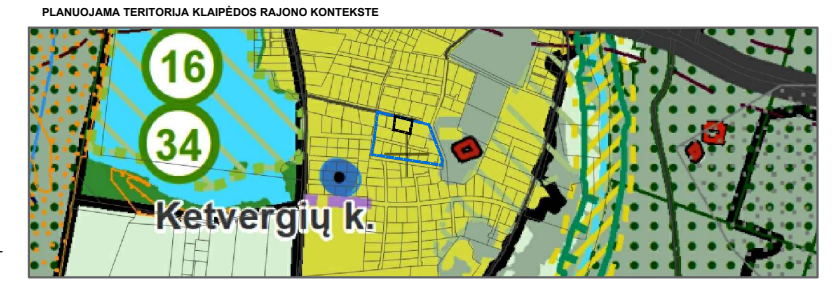 PLANUOJAMA TERITORIJA KLAIPĖDOS RAJONO KONTEKSTE
16
34
Ketvergių k.